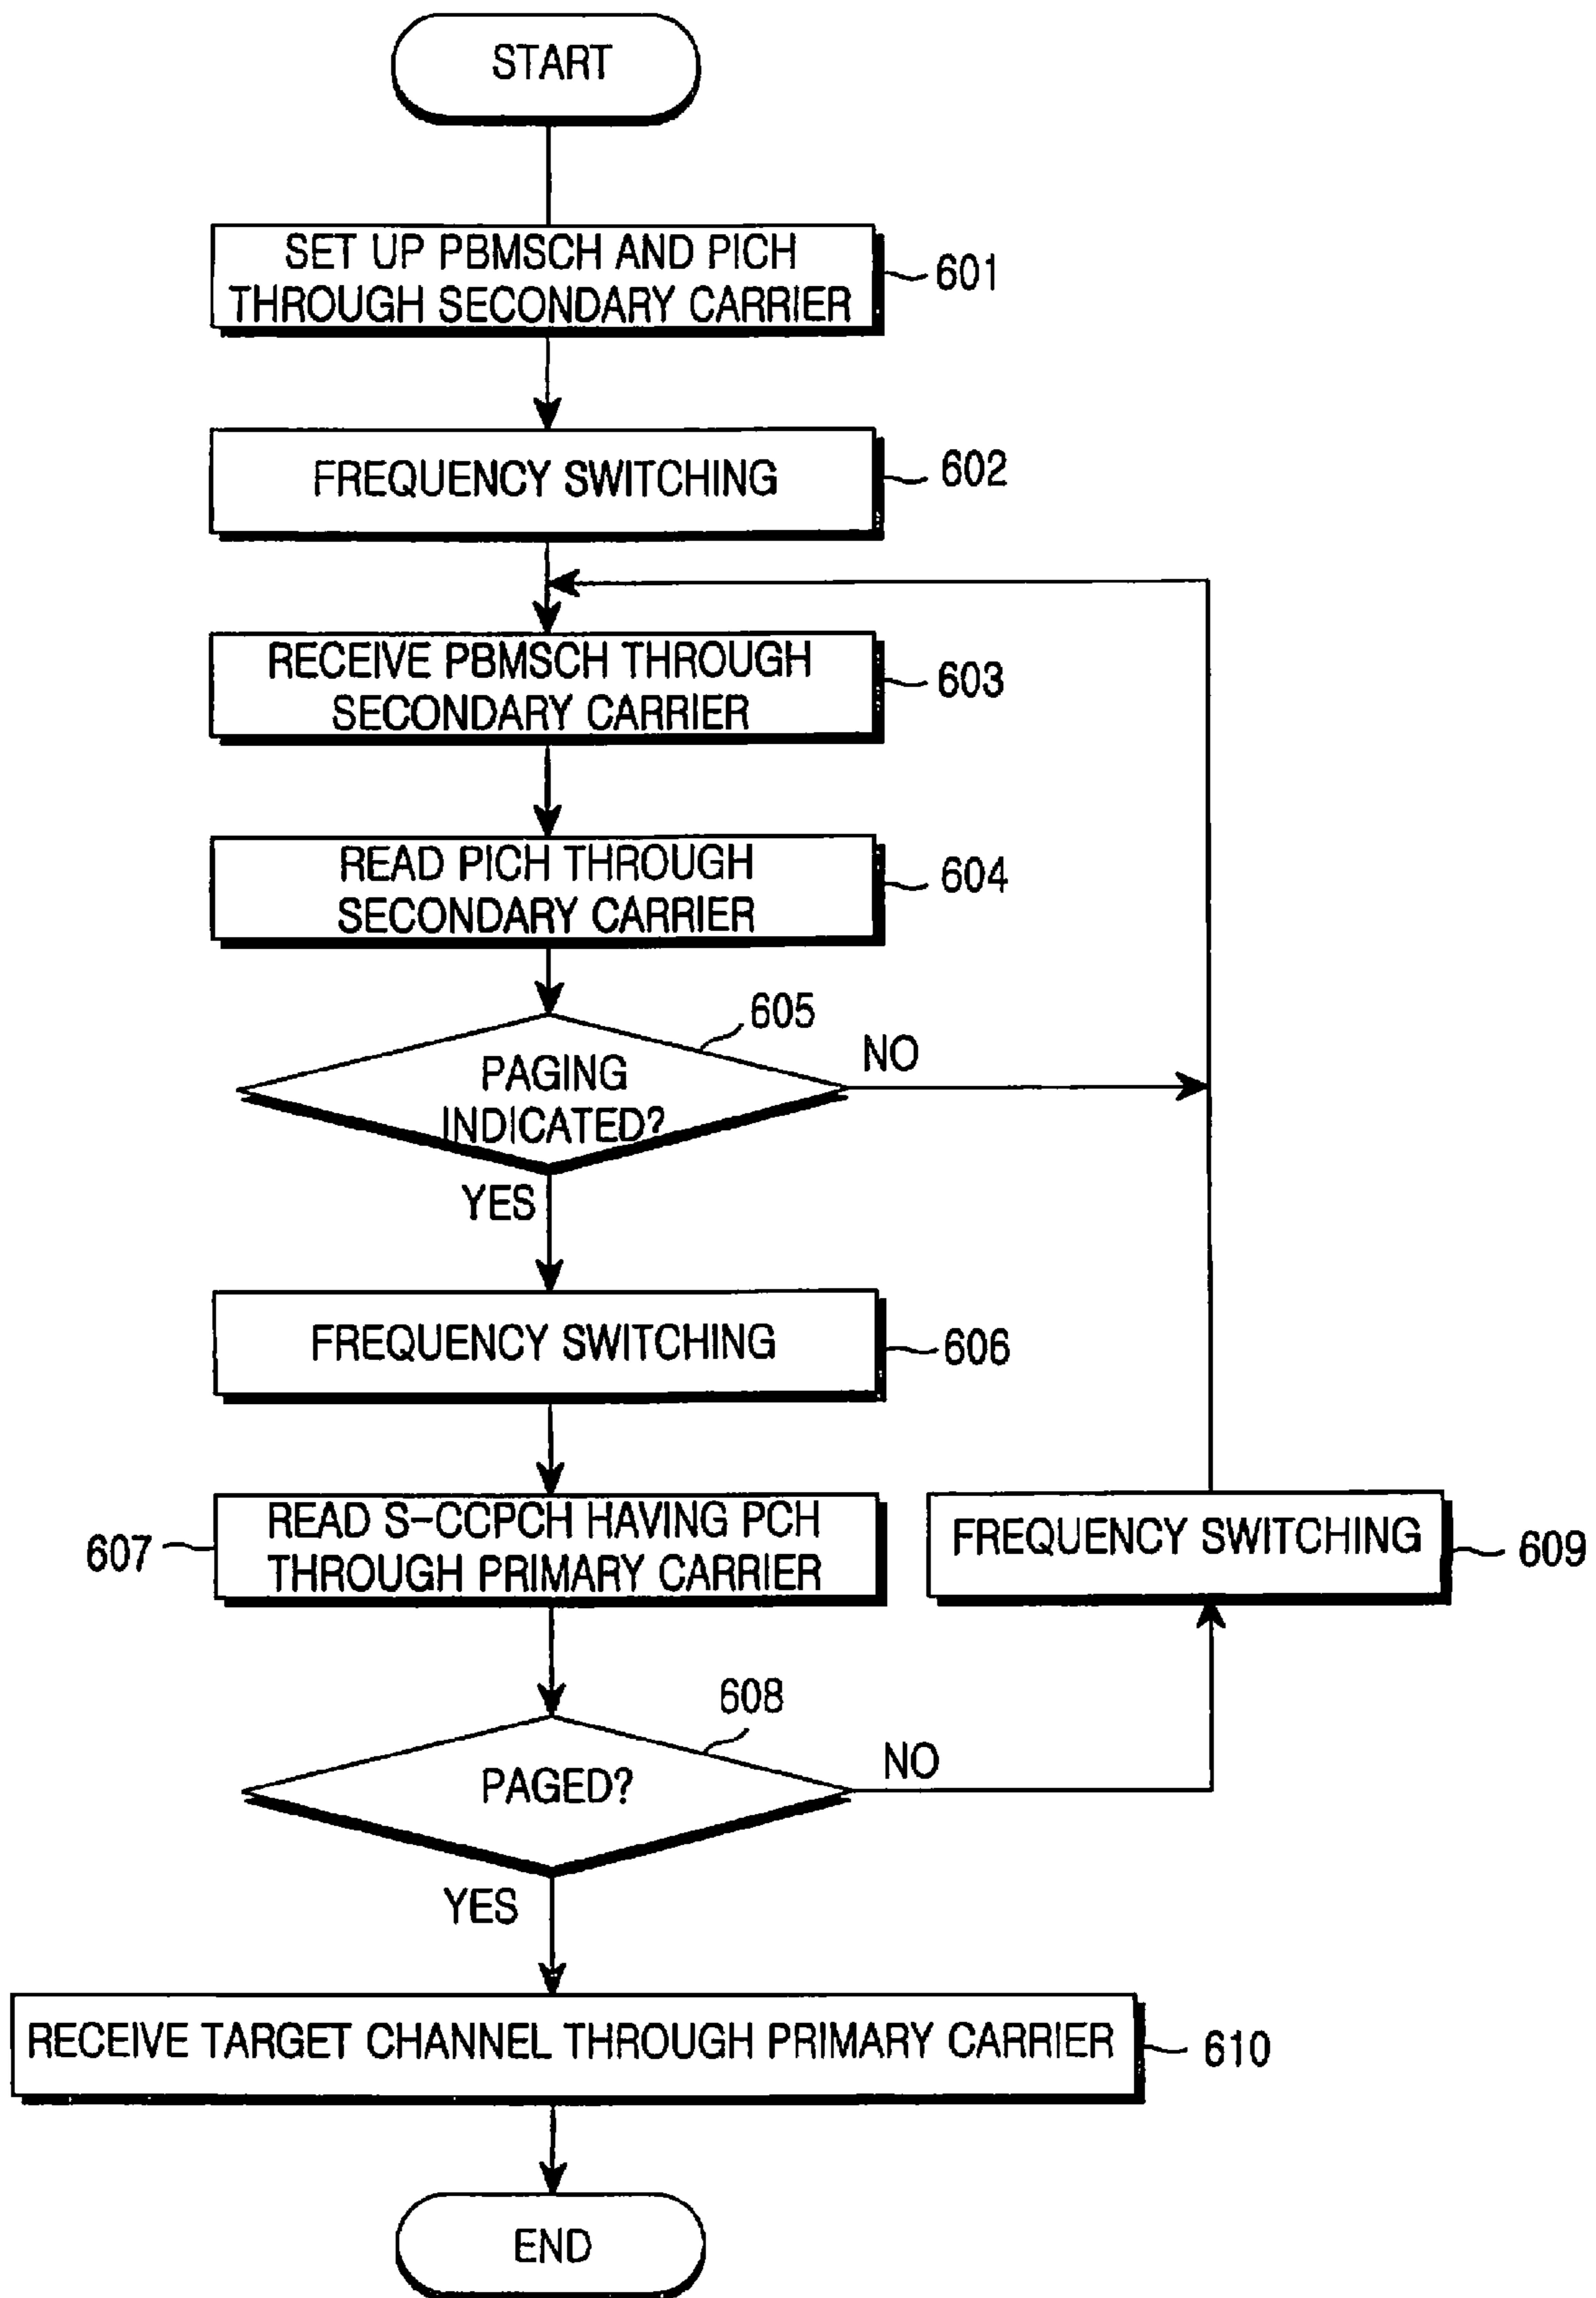 START
SET UP PBMSCH AND PICH
THROUGH SECONDARY CARRIER
601
FREQUENCY SWITCHING
602
RECEIVE PBMSCH THROUGH
SECONDARY CARRIER
603
READ PICH THROUGH
SECONDARY CARRIER
604
605
PAGING
INDICATED?
NO
YES
FREQUENCY SWITCHING
606
607
READ S-CCPCH HAVING PCH
THROUGH PRIMARY CARRIER
FREQUENCY SWITCHING
609
608
PAGED?
NO
YES
RECEIVE TARGET CHANNEL THROUGH PRIMARY CARRIER
610
END